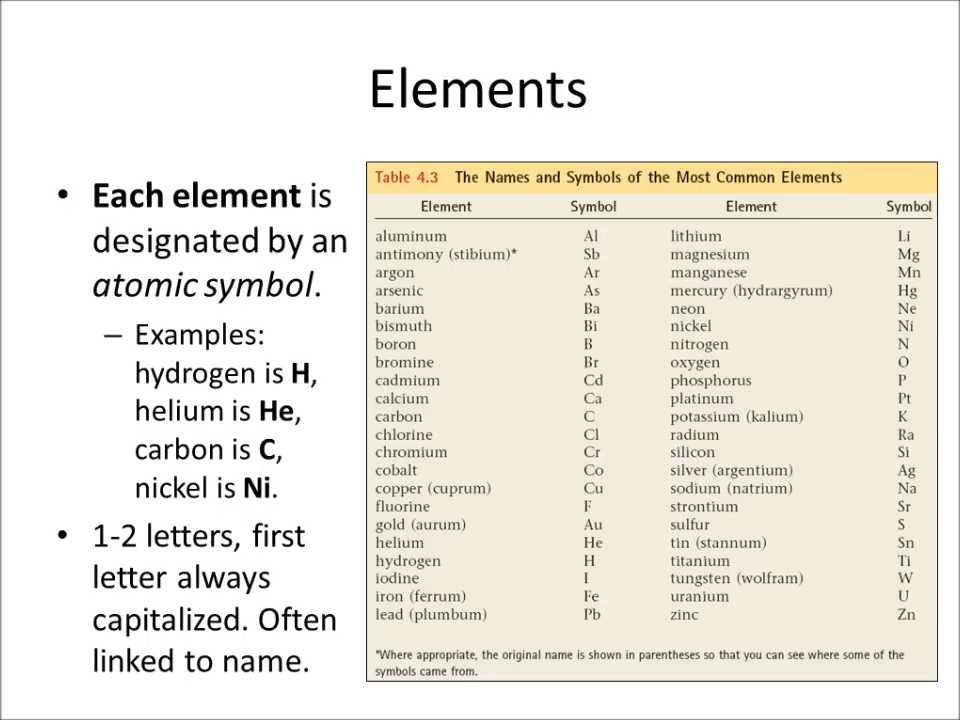 Elements
• Each element is
designated by an
atomic symbol.
– Examples:
hydrogen is H,
helium is He,
carbon is C,
nickel is Ni.
• 1-2 letters, first
letter always
capitalized. Often
linked to name.
Table 4.3 The Names and Symbols of the Most Common Elements
Element Symbol Element Symbol
aluminum Al lithium Li
antimony (stibium)* Sb magnesium Mg
argon Ar manganese Mn
arsenic As mercury (hydrargyrum) Hg
barium Ba neon Ne
bismuth Bi nickel Ni
boron B nitrogen N
bromine Br oxygen O
cadmium Cd phosphorus P
calcium Ca platinum Pt
carbon C potassium (kalium) K
chlorine Cl radium Ra
chromium Cr silicon Si
cobalt Co silver (argentium) Ag
copper (cuprum) Cu sodium (natrium) Na
fluorine F strontium Sr
gold (aurum) Au sulfur S
helium He tin (stannum) Sn
hydrogen H titanium Ti
iodine I tungsten (wolfram) W
iron (ferrum) Fe uranium U
lead (plumbum) Pb zinc Zn
*Where appropriate, the original name is shown in parentheses so that you can see where some of the
symbols came from.